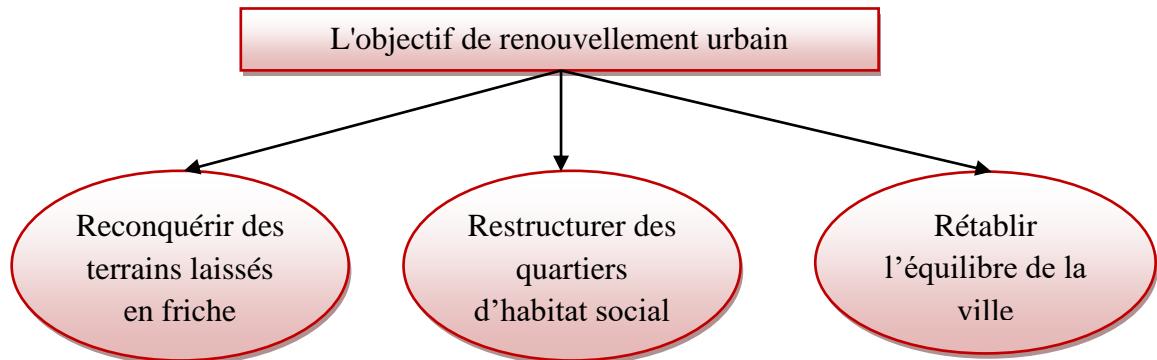 L'objectif de renouvellement urbain
Reconquérir des
terrains laissés
en friche
Restructurer des
quartiers
d’habitat social
Rétablir
l’équilibre de la
ville